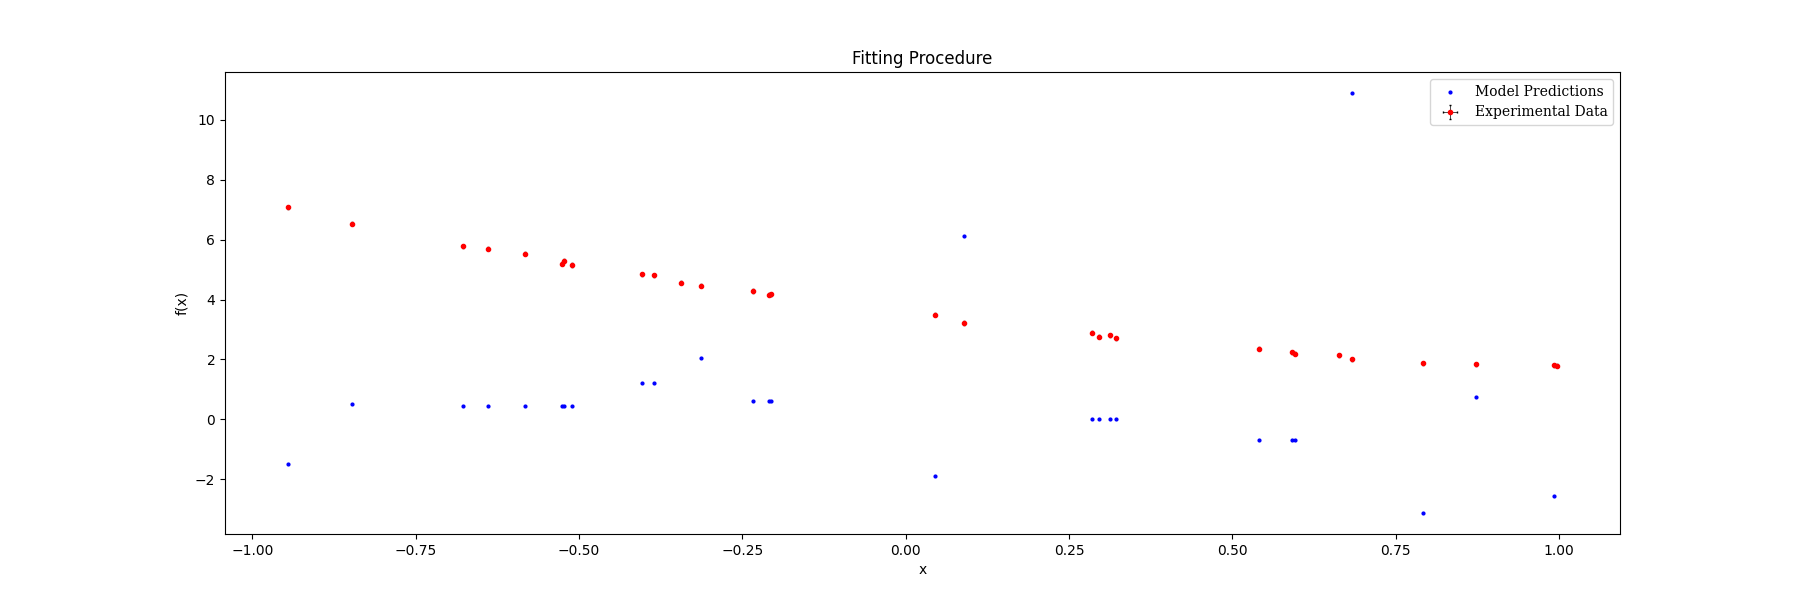 Fitting Procedure
Model Predictions
Experimental Data
f(x)
10
8
6
4
2
0
−2
−1.00 −0.75 −0.50 −0.25 0.00 0.25 0.50 0.75 1.00
x